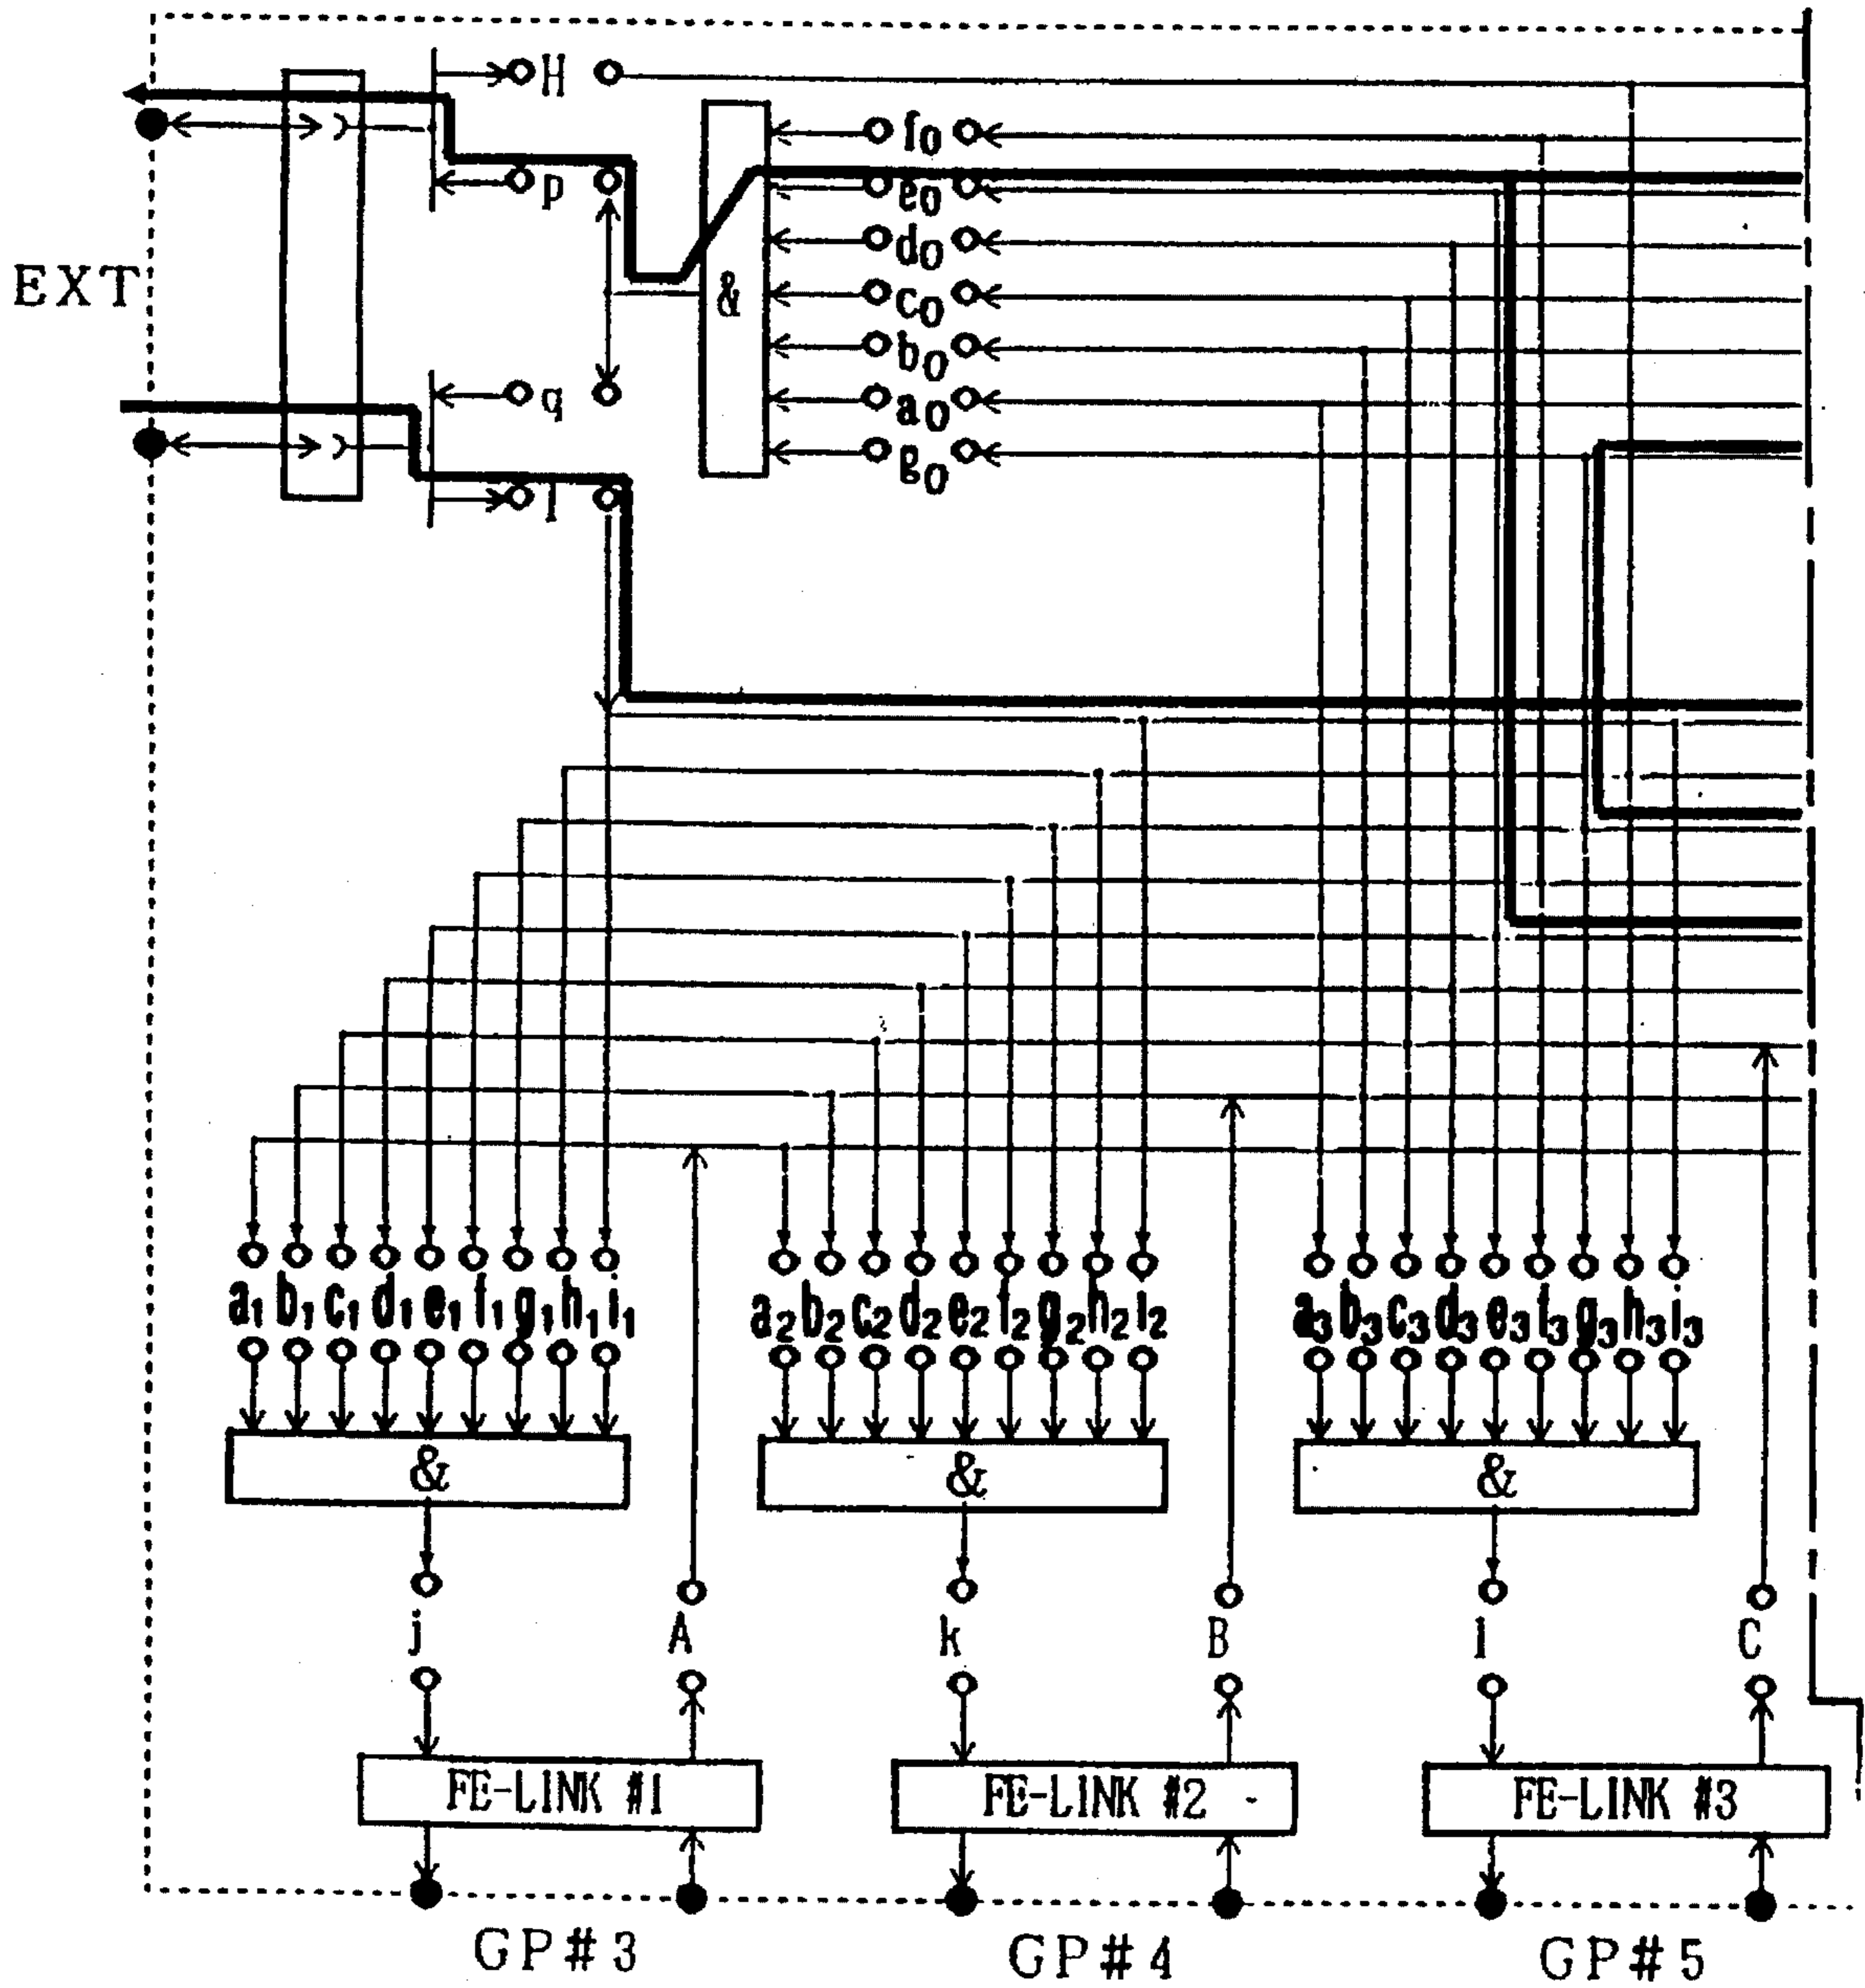 H
f0
p
e0
d0
EXT
&
c0
b0
q
a0
g0
I
a1 b1 c1 d1 e1 f1 g1 h1 i1
a2 b2 c2 d2 e2 f2 g2 h2 i2
a3 b3 c3 d3 e3 f3 g3 h3 i3
& & &
j A k B l C
FE-LINK #1 FE-LINK #2 FE-LINK #3
GP#3 GP#4 GP#5